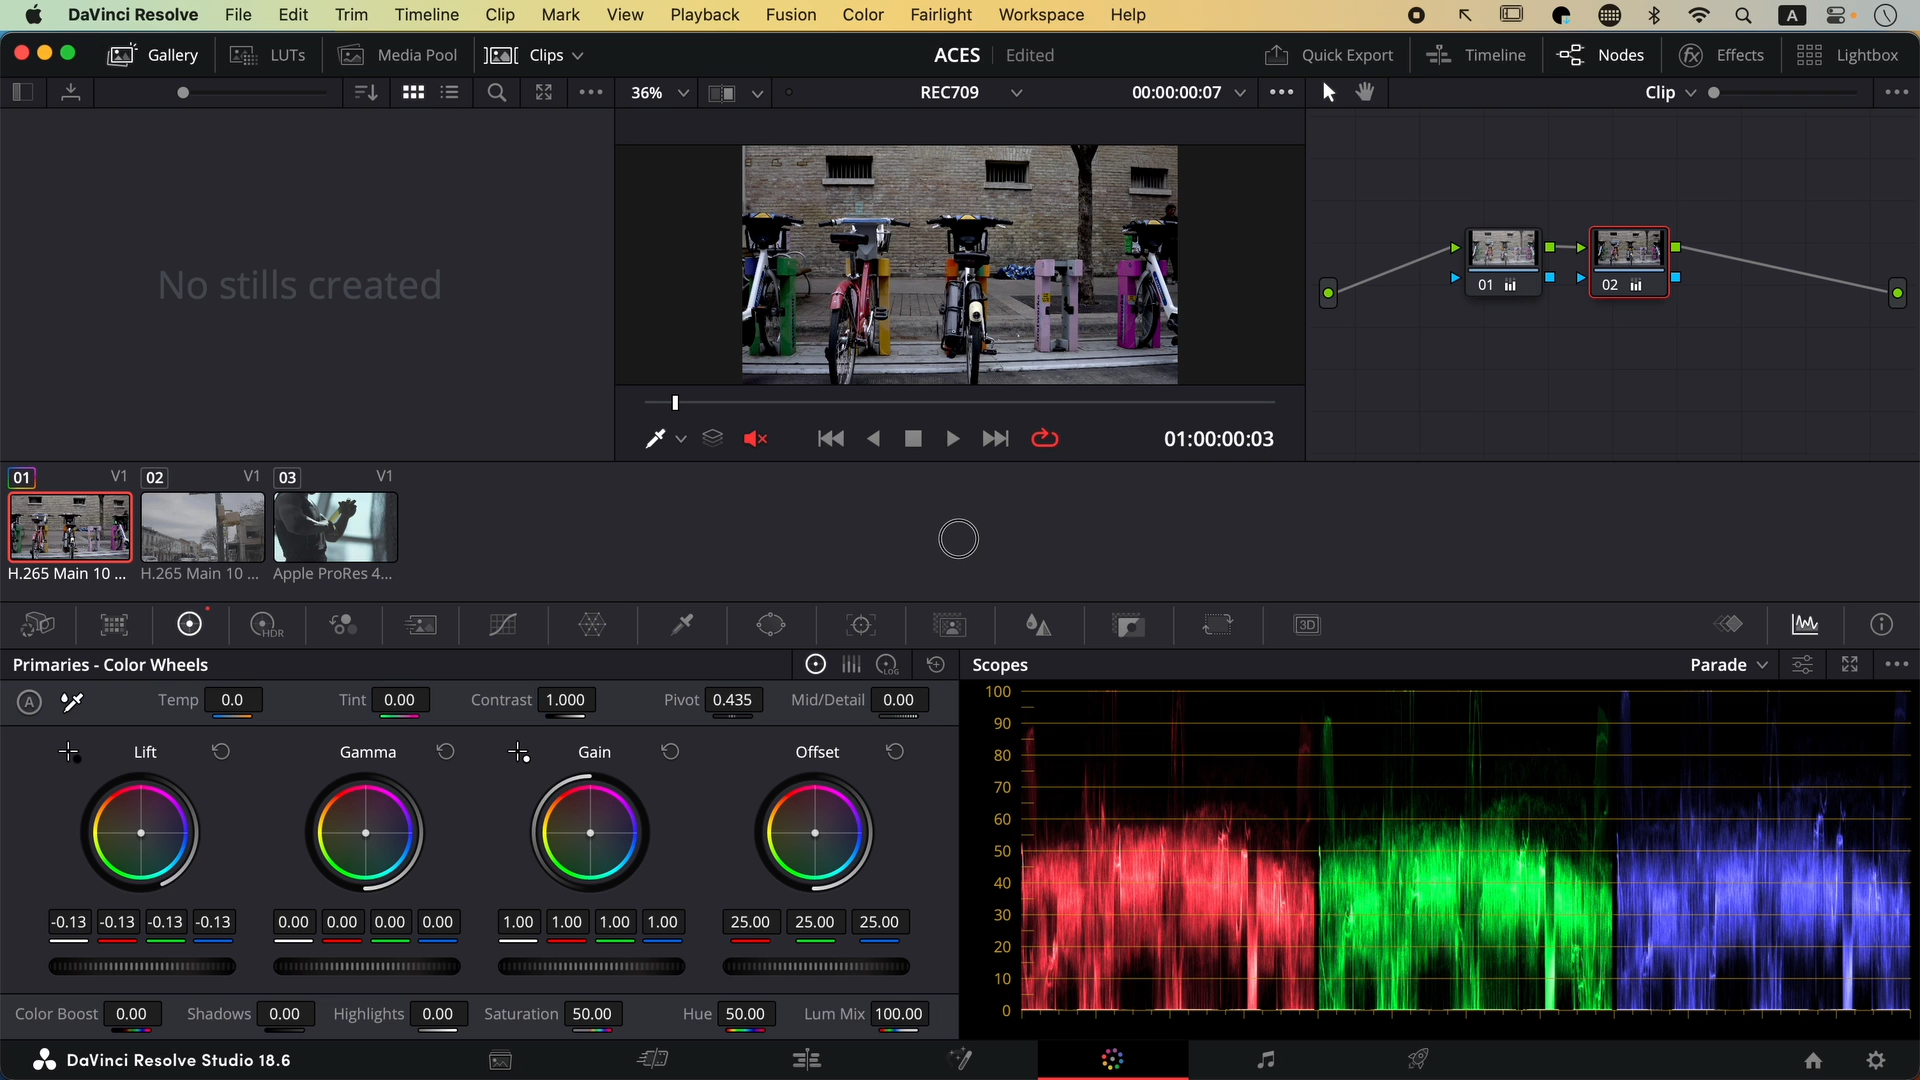 DaVinci Resolve File Edit Trim Timeline Clip Mark View Playback Fusion Color Fairlight Workspace Help A
Gallery LUTs Media Pool Clips ACES Edited Quick Export Timeline Nodes fx Effects Lightbox
36% REC709 00:00:00:07 Clip
No stills created
01 02
01:00:00:03
01 V1 02 V1 03 V1
H.265 Main 10 ... H.265 Main 10 ... Apple ProRes 4...
HDR 3D
Primaries - Color Wheels LOG Scopes Parade
A Temp 0.0 Tint 0.00 Contrast 1.000 Pivot 0.435 Mid/Detail 0.00
Lift Gamma Gain Offset
-0.13 -0.13 -0.13 -0.13 0.00 0.00 0.00 0.00 1.00 1.00 1.00 1.00 25.00 25.00 25.00
Color Boost 0.00 Shadows 0.00 Highlights 0.00 Saturation 50.00 Hue 50.00 Lum Mix 100.00
100
90
80
70
60
50
40
30
20
10
0
DaVinci Resolve Studio 18.6